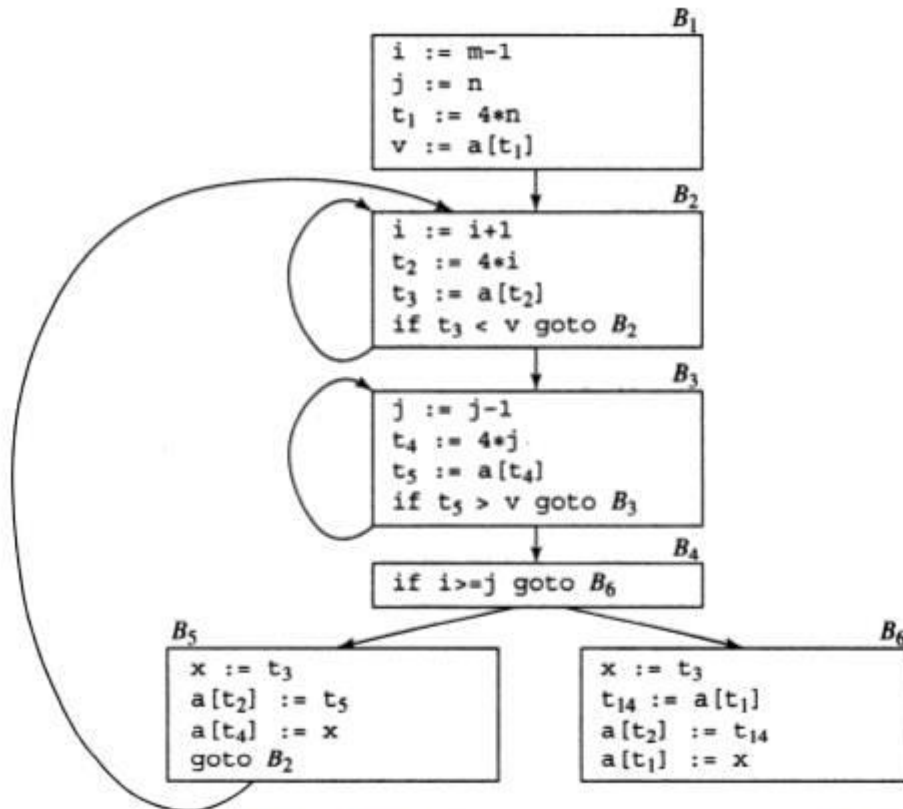 B₁
i := m-1
j := n
t₁ := 4*n
v := a[t₁]
B₂
i := i+1
t₂ := 4*i
t₃ := a[t₂]
if t₃ < v goto B₂
B₃
j := j-1
t₄ := 4*j
t₅ := a[t₄]
if t₅ > v goto B₃
B₄
if i>=j goto B₆
B₅
x := t₃
a[t₂] := t₅
a[t₄] := x
goto B₂
B₆
x := t₃
t₁₄ := a[t₁]
a[t₂] := t₁₄
a[t₁] := x